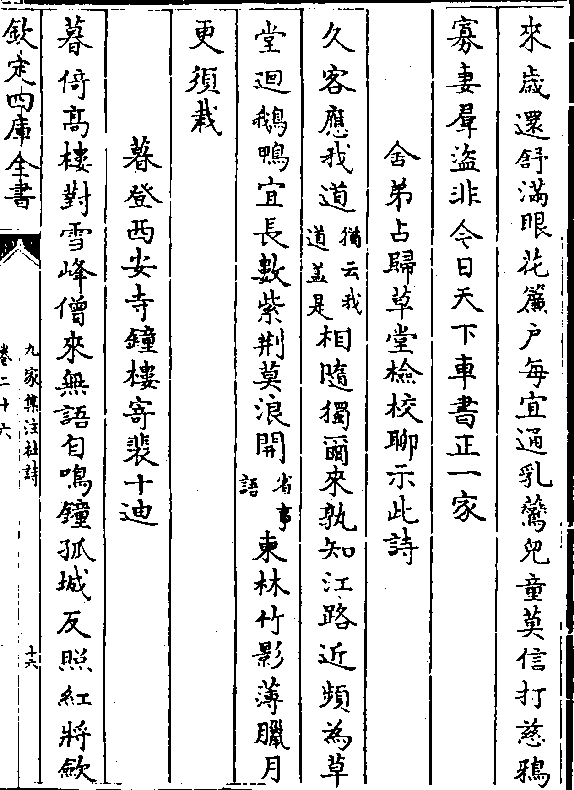 來歳還舒滿眼花簾户每宜通乳鷰兒童莫信打慈鴉
寡妻羣盜非今日天下車書正一家
舍弟占歸草堂檢校聊示此詩
久客應我道猶云我道盖是相隨獨爾來孰知江路近頻為草
堂迴鵝鴨宜長數紫荆莫浪開省事語東林竹影薄臘月
更須栽
暮登西安寺鐘樓寄裴十迪
暮倚髙樓對雪峰僧來無語自鳴鐘孤城反照紅將歛
欽定四庫全書
九家集注杜詩
卷二十六
十六